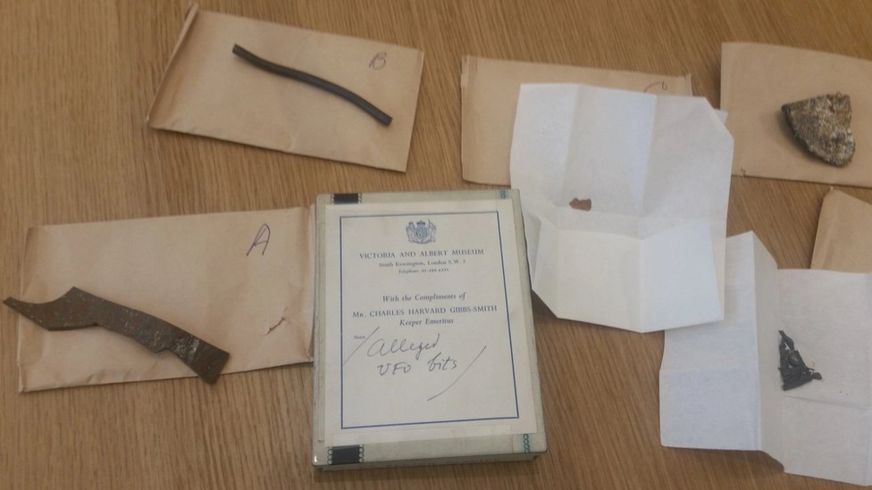 B
C
A
VICTORIA AND ALBERT MUSEUM
South Kensington, London S.W. 7
With the Compliments of
MR. CHARLES HARVARD GIBBS-SMITH
Keeper Emeritus
/ alleged
UFO bits /